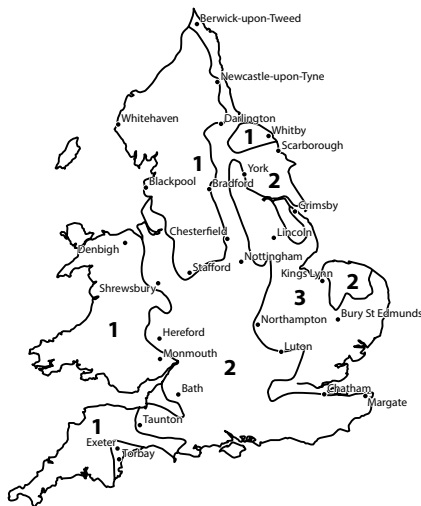 Berwick-upon-Tweed
Newcastle-upon-Tyne
Whitehaven
Darlington
1
Whitby
Scarborough
1
York
2
Blackpool
Bradford
Grimsby
Chesterfield
Lincoln
Denbigh
Nottingham
Stafford
Kings Lynn
2
Shrewsbury
3
Bury St Edmunds
1
Northampton
Hereford
Monmouth
Luton
2
Bath
Chatham
Margate
1
Taunton
Exeter
Torbay